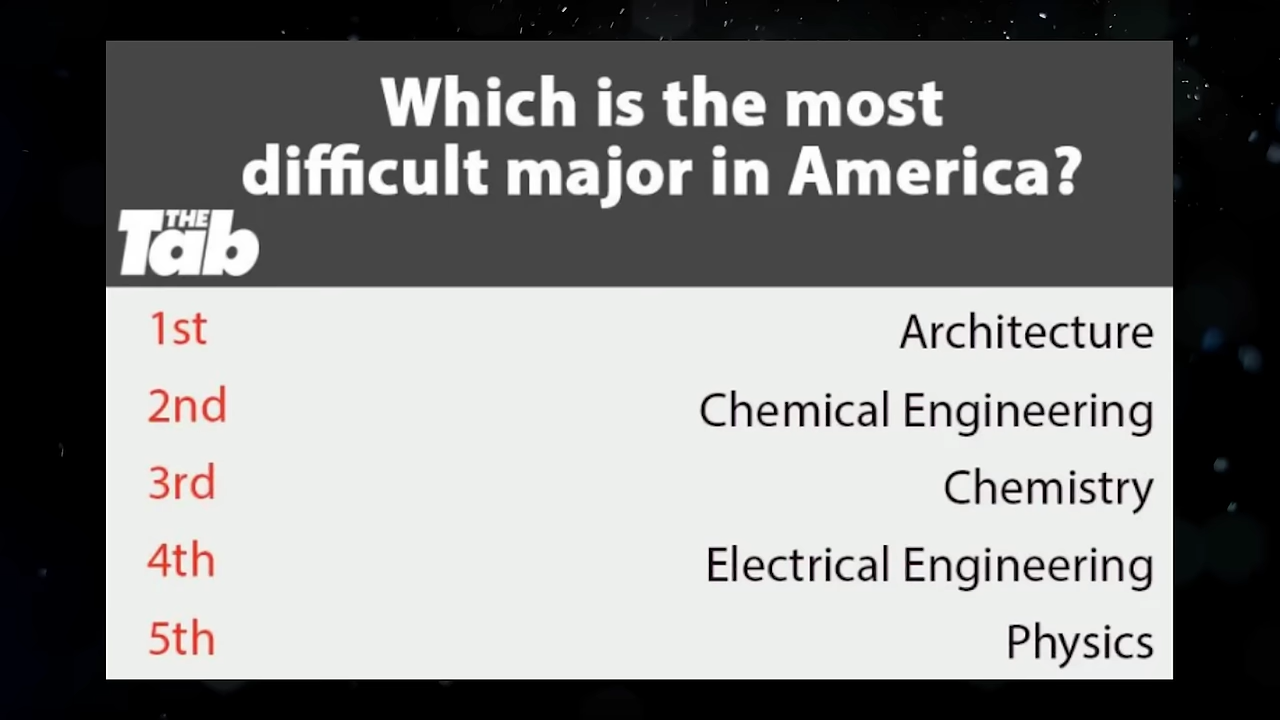 Which is the most
difficult major in America?
THE
Tab
1st Architecture
2nd Chemical Engineering
3rd Chemistry
4th Electrical Engineering
5th Physics